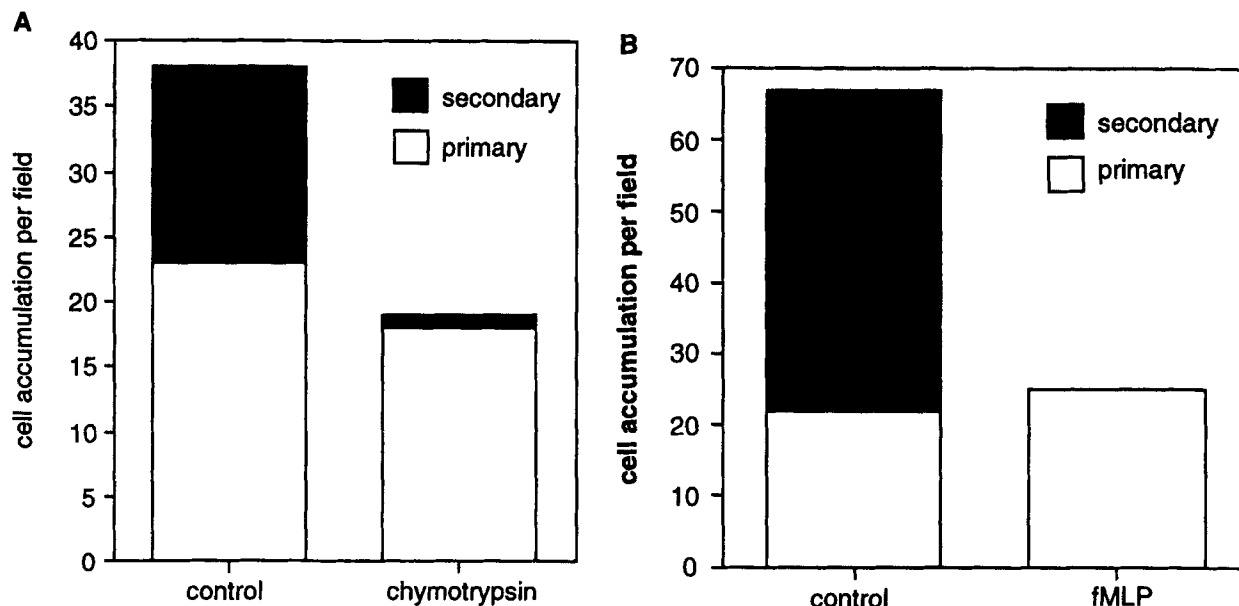 A
cell accumulation per field
40
35
30
25
20
15
10
5
0
secondary
primary
control
chymotrypsin
B
cell accumulation per field
70
60
50
40
30
20
10
0
secondary
primary
control
fMLP